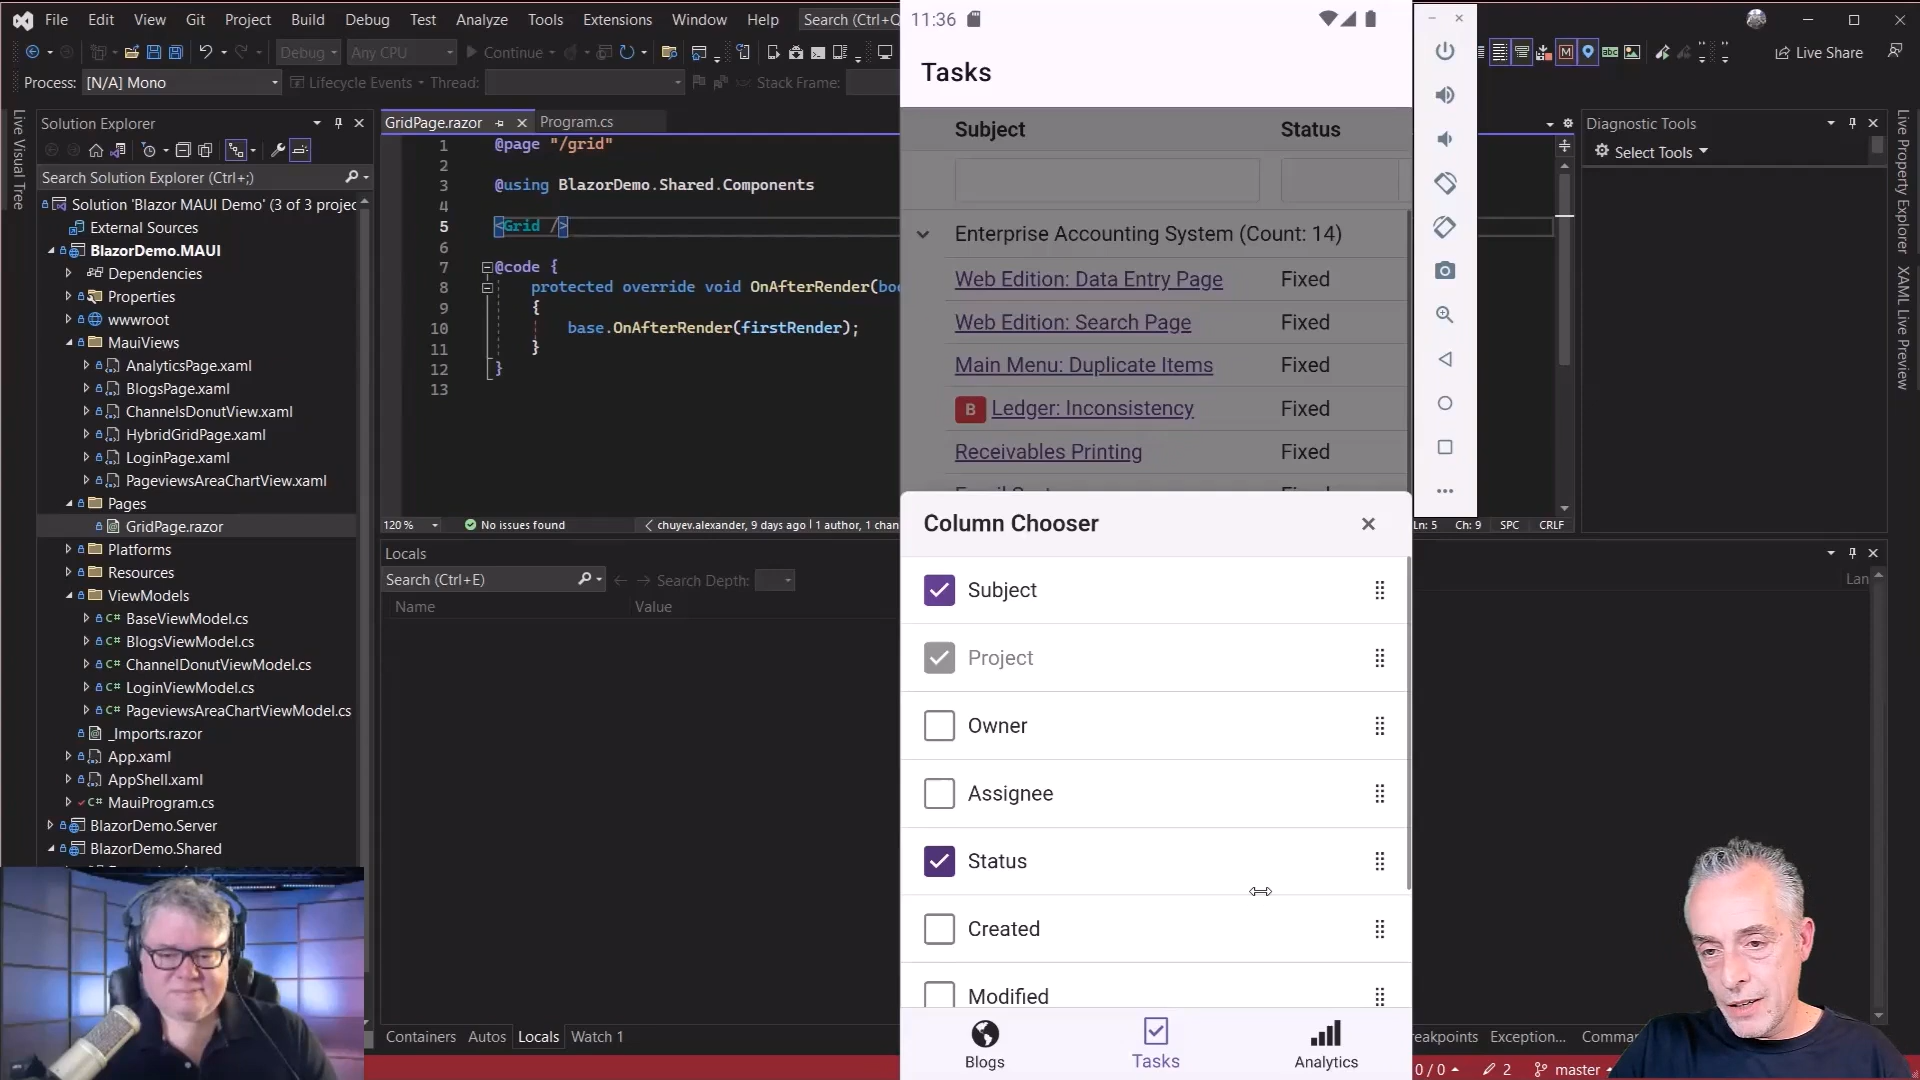 File Edit View Git Project Build Debug Test Analyze Tools Extensions Window Help Search (Ctrl+Q
Debug Any CPU Continue
Live Share
Process: [N/A] Mono Lifecycle Events Thread: Stack Frame:
Live Visual Tree
Solution Explorer
Search Solution Explorer (Ctrl+;)
Solution 'Blazor MAUI Demo' (3 of 3 projec
External Sources
BlazorDemo.MAUI
Dependencies
Properties
wwwroot
MauiViews
AnalyticsPage.xaml
BlogsPage.xaml
ChannelsDonutView.xaml
HybridGridPage.xaml
LoginPage.xaml
PageviewsAreaChartView.xaml
Pages
GridPage.razor
Platforms
Resources
ViewModels
BaseViewModel.cs
BlogsViewModel.cs
ChannelDonutViewModel.cs
LoginViewModel.cs
PageviewsAreaChartViewModel.cs
_Imports.razor
App.xaml
AppShell.xaml
MauiProgram.cs
BlazorDemo.Server
BlazorDemo.Shared
GridPage.razor
Program.cs
1 @page "/grid"
2
3 @using BlazorDemo.Shared.Components
4
5 <Grid />
6
7 @code {
8 protected override void OnAfterRender(boo
9 {
10 base.OnAfterRender(firstRender);
11 }
12 }
13
120 % No issues found chuyev.alexander, 9 days ago | 1 author, 1 chan
Locals
Search (Ctrl+E) Search Depth:
Name Value
Containers Autos Locals Watch 1
11:36
Tasks
Subject Status
Enterprise Accounting System (Count: 14)
Web Edition: Data Entry Page Fixed
Web Edition: Search Page Fixed
Main Menu: Duplicate Items Fixed
B Ledger: Inconsistency Fixed
Receivables Printing Fixed
Column Chooser
Subject
Project
Owner
Assignee
Status
Created
Modified
Blogs Tasks Analytics
Ln: 5 Ch: 9 SPC CRLF
Diagnostic Tools
Select Tools
Live Property Explorer
XAML Live Preview
Lan
eakpoints Exception... Comma
0 / 0 2 master